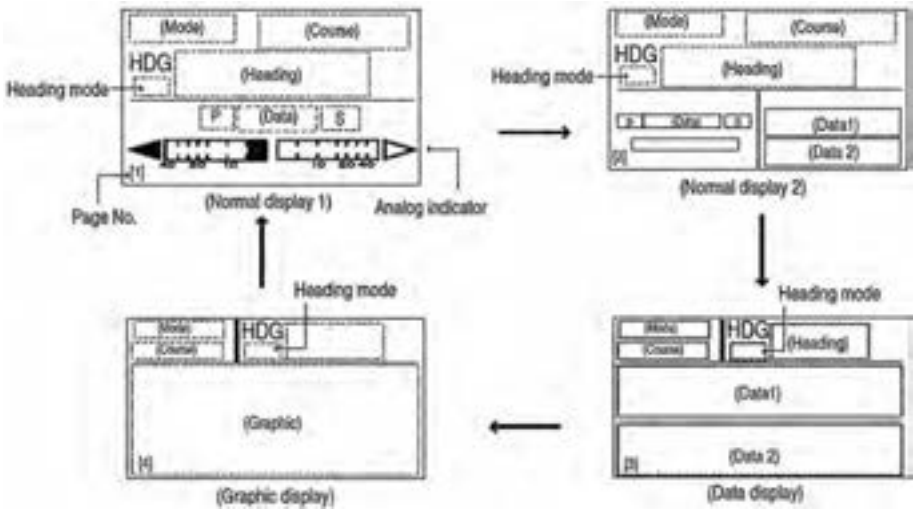 (Mode)
(Course)
HDG
(Heading)
Heading mode
P
(Data)
S
[1]
Page No.
(Normal display 1)
Analog indicator
(Mode)
(Course)
HDG
(Heading)
Heading mode
(Data1)
(Data 2)
[2]
(Normal display 2)
Heading mode
(Mode)
(Course)
HDG
(Graphic)
[4]
(Graphic display)
Heading mode
(Mode)
(Course)
HDG
(Heading)
(Data1)
(Data 2)
[3]
(Data display)